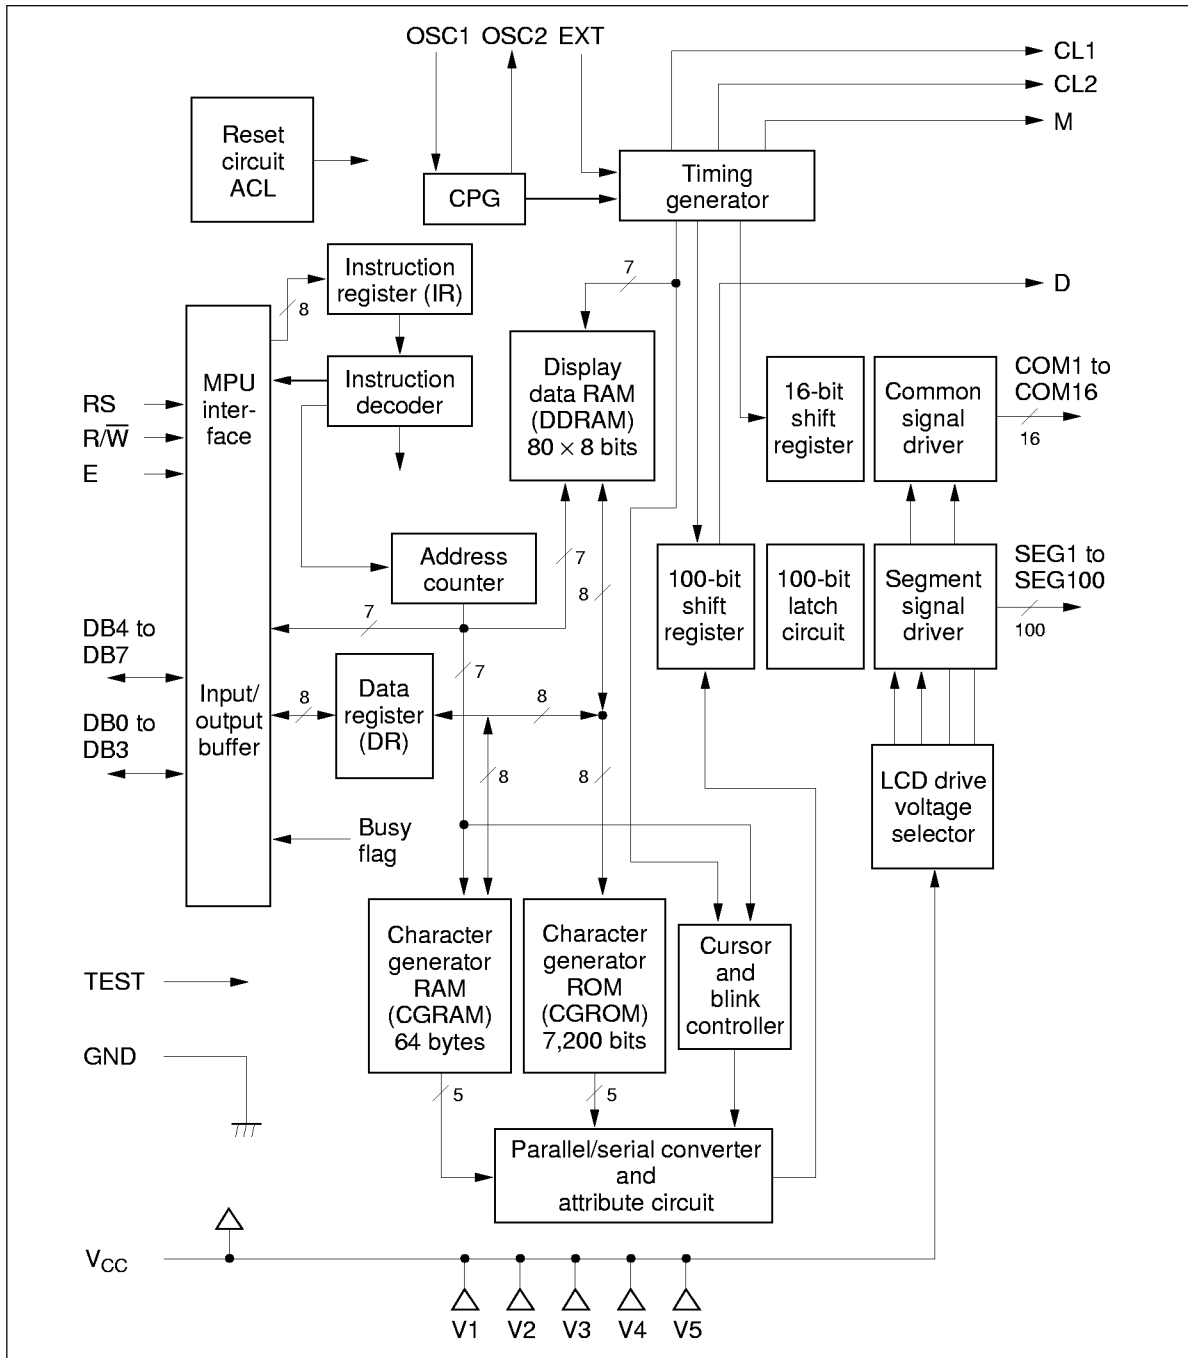 OSC1 OSC2 EXT
CL1
CL2
M
Reset
circuit
ACL
CPG
Timing
generator
7
D
Instruction
register (IR)
8
MPU
inter-
face
Instruction
decoder
Display
data RAM
(DDRAM)
80 × 8 bits
16-bit
shift
register
Common
signal
driver
COM1 to
COM16
16
RS
R/W̅
E
Address
counter
7
8
100-bit
shift
register
100-bit
latch
circuit
Segment
signal
driver
SEG1 to
SEG100
100
7
DB4 to
DB7
7
Input/
output
buffer
8
Data
register
(DR)
8
DB0 to
DB3
8
8
LCD drive
voltage
selector
Busy
flag
Character
generator
RAM
(CGRAM)
64 bytes
Character
generator
ROM
(CGROM)
7,200 bits
Cursor
and
blink
controller
TEST
GND
5
5
Parallel/serial converter
and
attribute circuit
VCC
V1 V2 V3 V4 V5